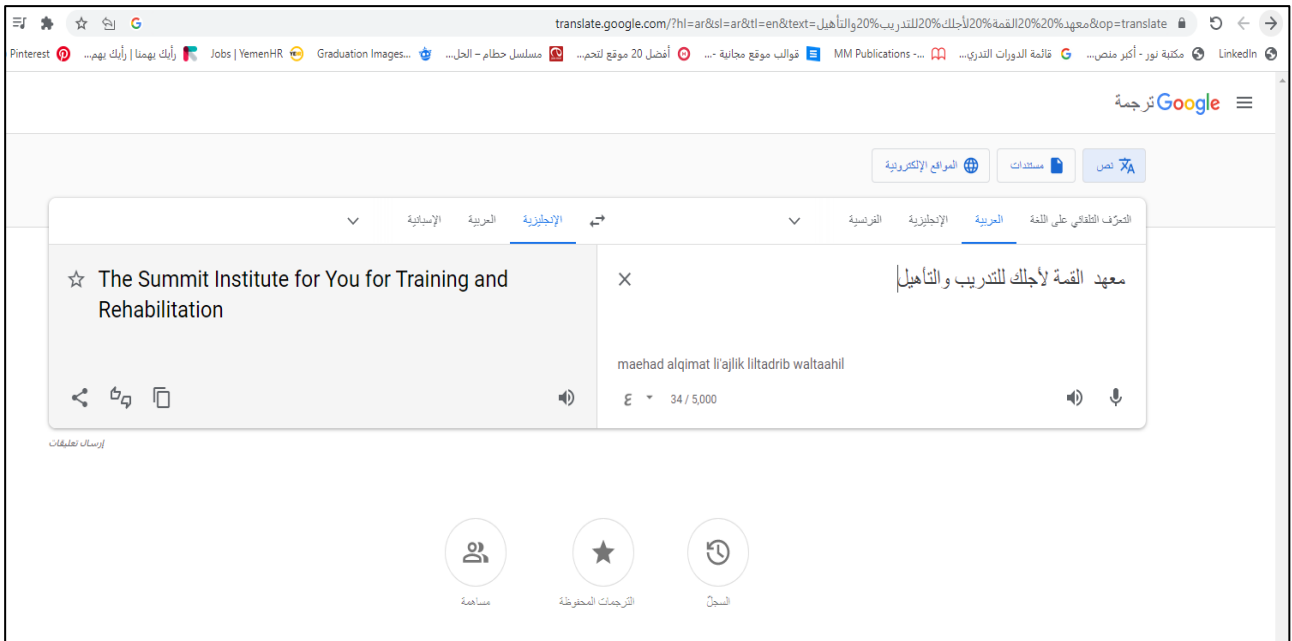 translate.google.com/?hl=ar&sl=ar&tl=en&text=معهد%20%20القمة%20لأجلك%20للتدريب%20والتأهيل&op=translate
LinkedIn
مكتبة نور - أكبر منص...
قائمة الدورات التدري...
MM Publications -...
قوالب موقع مجانية -...
أفضل 20 موقع لتحم...
مسلسل حطام – الحل...
Graduation Images...
Jobs | YemenHR
رأيك يهمنا | رأيك يهم...
Pinterest
Google ترجمة
نص
مستندات
المواقع الإلكترونية
التعرّف التلقائي على اللغة العربية الإنجليزية الفرنسية
الإنجليزية العربية الإسبانية
معهد  القمة لأجلك للتدريب والتأهيل
maehad alqimat li'ajlik liltadrib waltaahil
34 / 5,000
ع
The Summit Institute for You for Training and
Rehabilitation
إرسال تعليقات
السجلّ
الترجمات المحفوظة
مساهمة